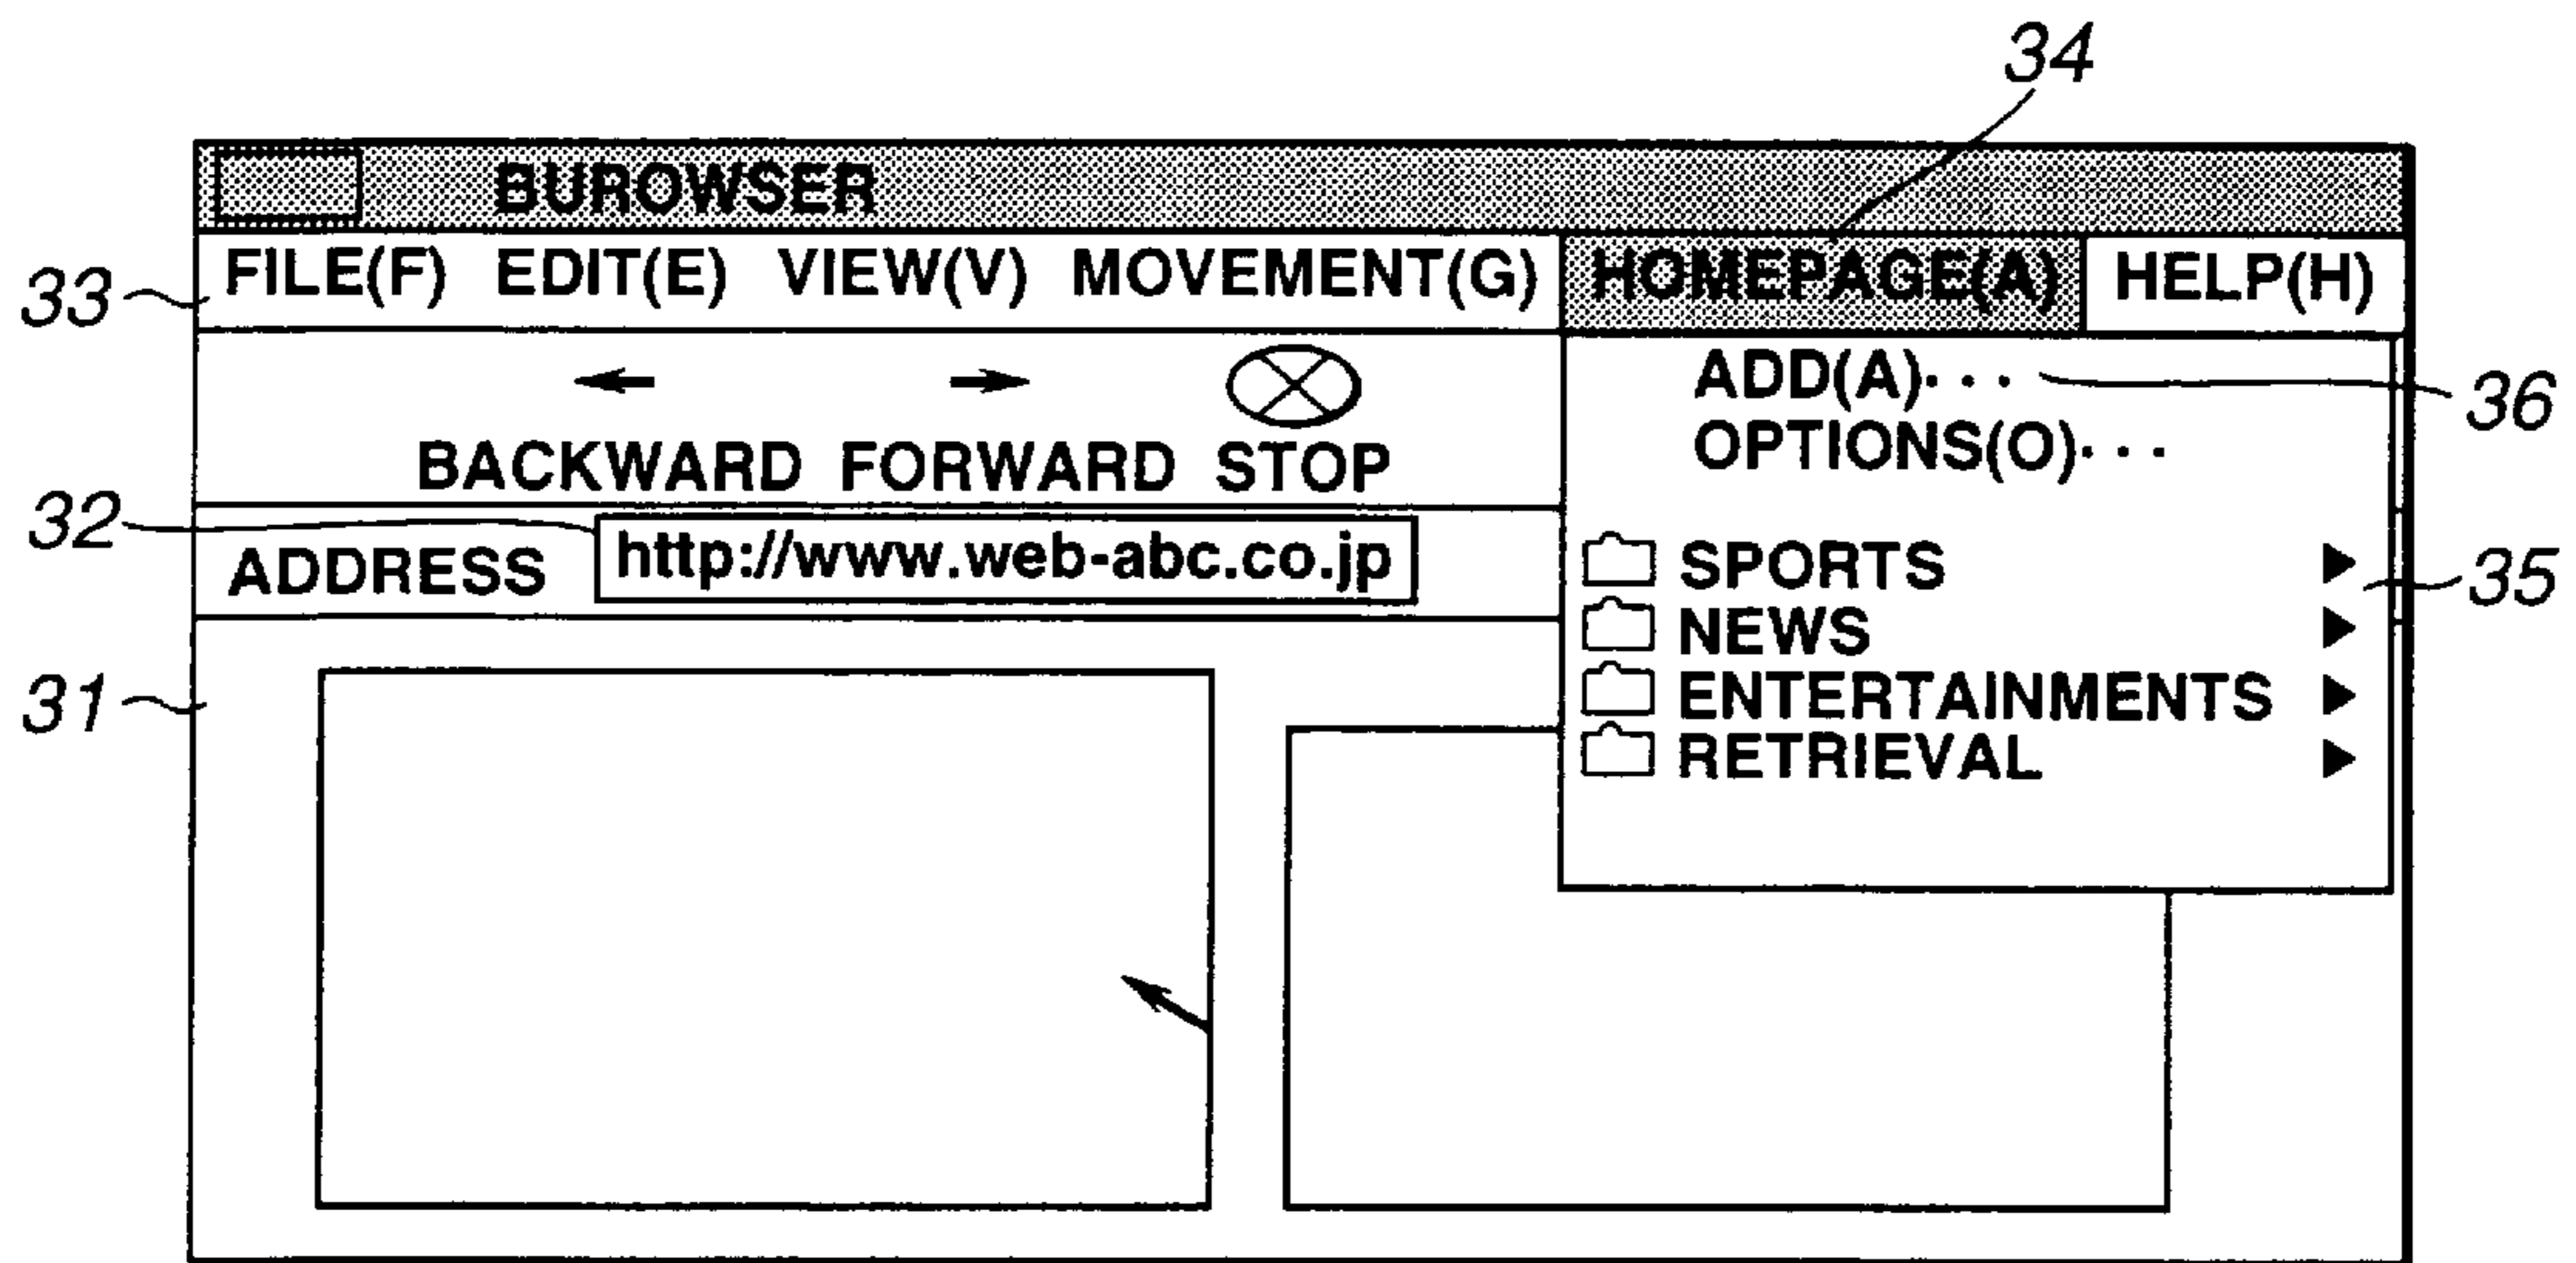 34
BUROWSER
33 FILE(F) EDIT(E) VIEW(V) MOVEMENT(G) HOMEPAGE(A) HELP(H)
ADD(A)··· 36
OPTIONS(O)···
BACKWARD FORWARD STOP
32 ADDRESS http://www.web-abc.co.jp
SPORTS 35
NEWS
31 ENTERTAINMENTS
RETRIEVAL